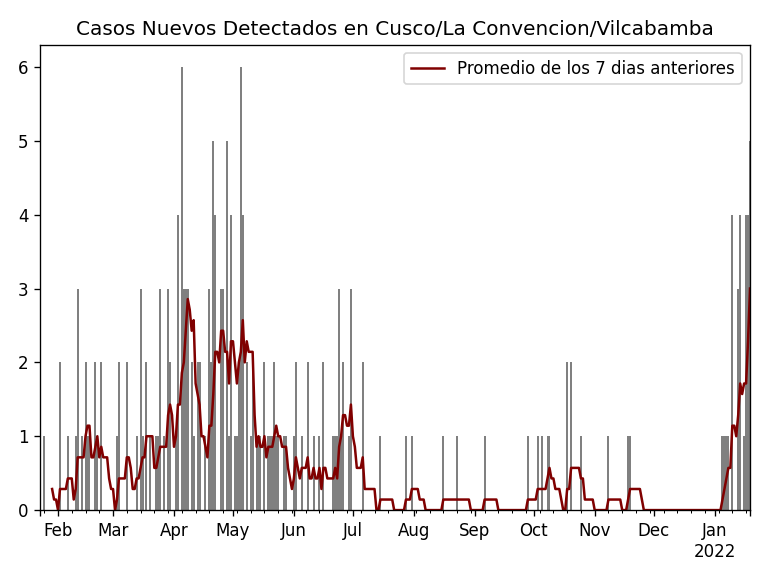 Casos Nuevos Detectados en Cusco/La Convencion/Vilcabamba
Promedio de los 7 dias anteriores
6
5
4
3
2
1
0
Feb Mar Apr May Jun Jul Aug Sep Oct Nov Dec Jan
2022